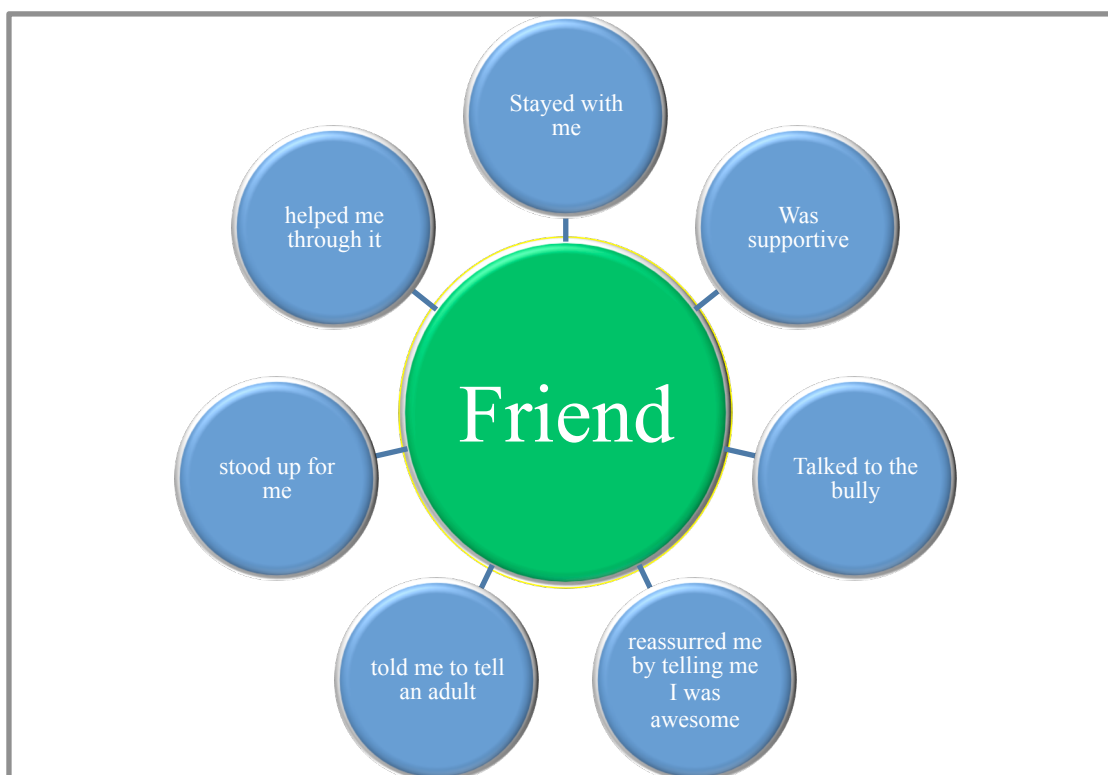 Stayed with
me
Was
supportive
Talked to the
bully
reassurred me
by telling me
I was
awesome
told me to tell
an adult
stood up for
me
helped me
through it
Friend